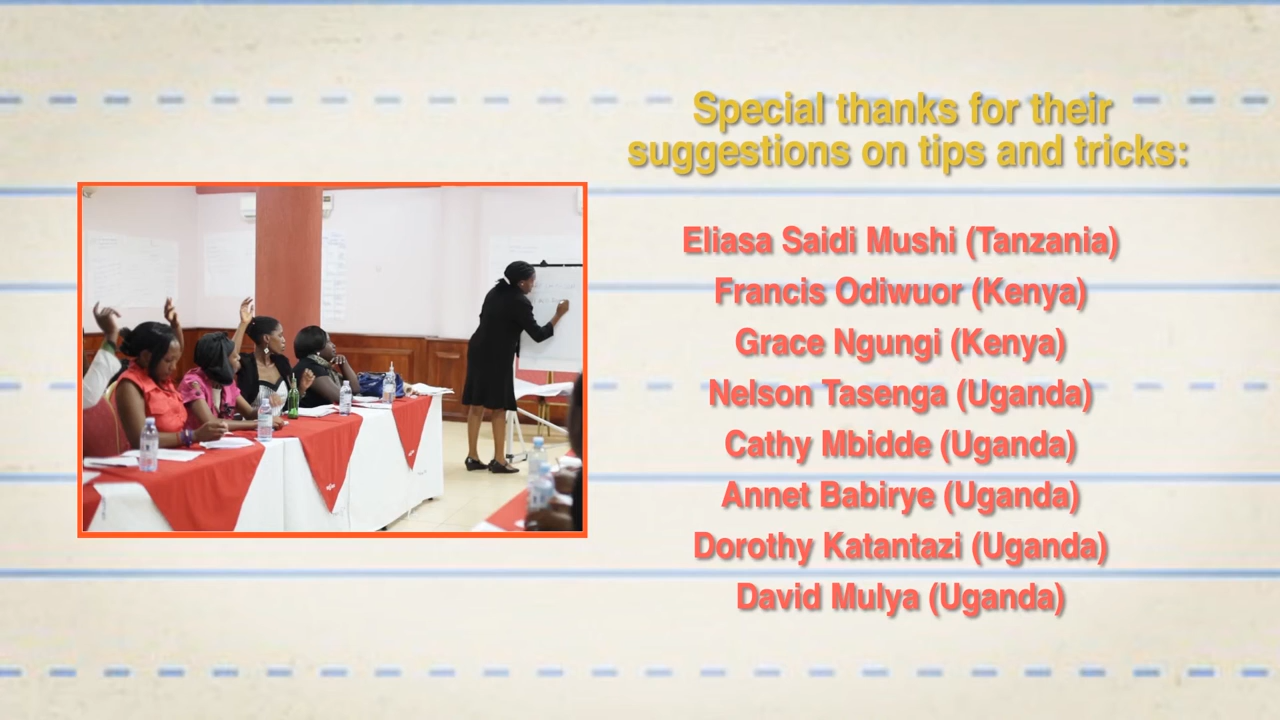 Special thanks for their
suggestions on tips and tricks:
Eliasa Saidi Mushi (Tanzania)
Francis Odiwuor (Kenya)
Grace Ngungi (Kenya)
Nelson Tasenga (Uganda)
Cathy Mbidde (Uganda)
Annet Babirye (Uganda)
Dorothy Katantazi (Uganda)
David Mulya (Uganda)